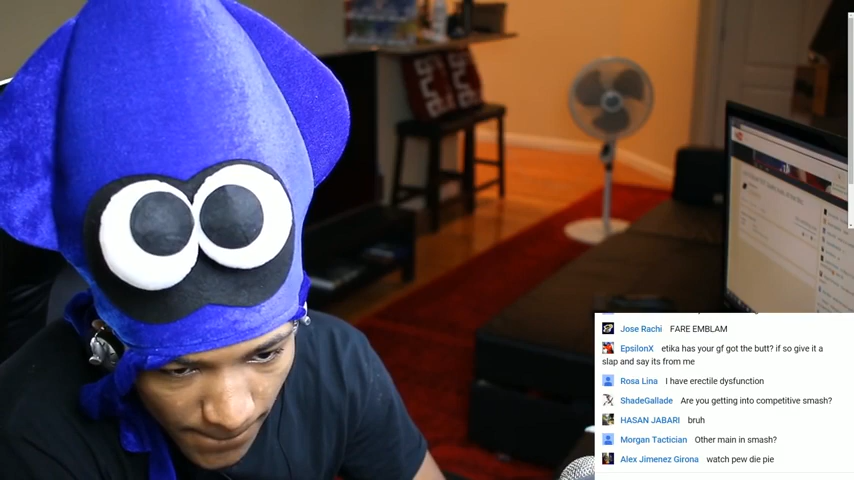 Jose Rachi FARE EMBLAM
EpsilonX etika has your gf got the butt? if so give it a
slap and say its from me
Rosa Lina I have erectile dysfunction
ShadeGallade Are you getting into competitive smash?
HASAN JABARI bruh
Morgan Tactician Other main in smash?
Alex Jimenez Girona watch pew die pie